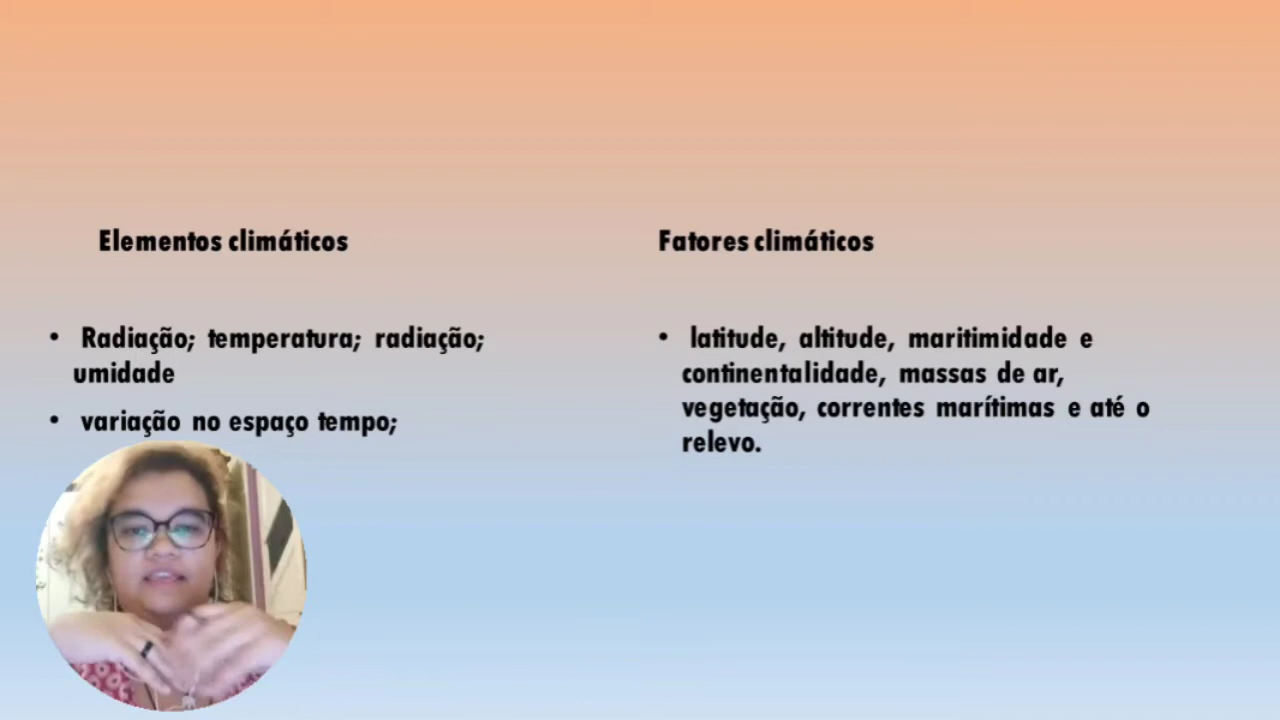 Elementos climáticos
• Radiação; temperatura; radiação;
umidade
• variação no espaço tempo;
Fatores climáticos
• latitude, altitude, maritimidade e
continentalidade, massas de ar,
vegetação, correntes marítimas e até o
relevo.